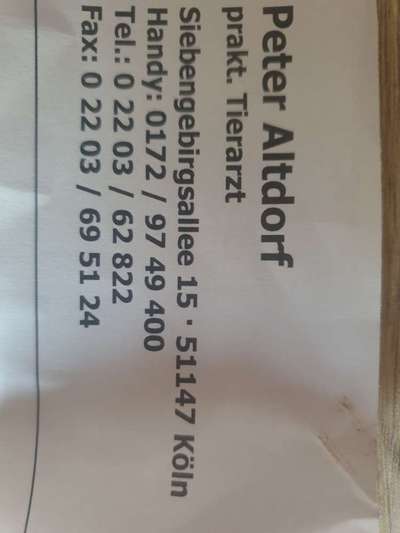 Peter Altdorf
prakt. Tierarzt
Siebengebirgsallee 15 · 51147 Köln
Handy: 0172 / 97 49 400
Tel.: 0 22 03 / 62 822
Fax: 0 22 03 / 69 51 24